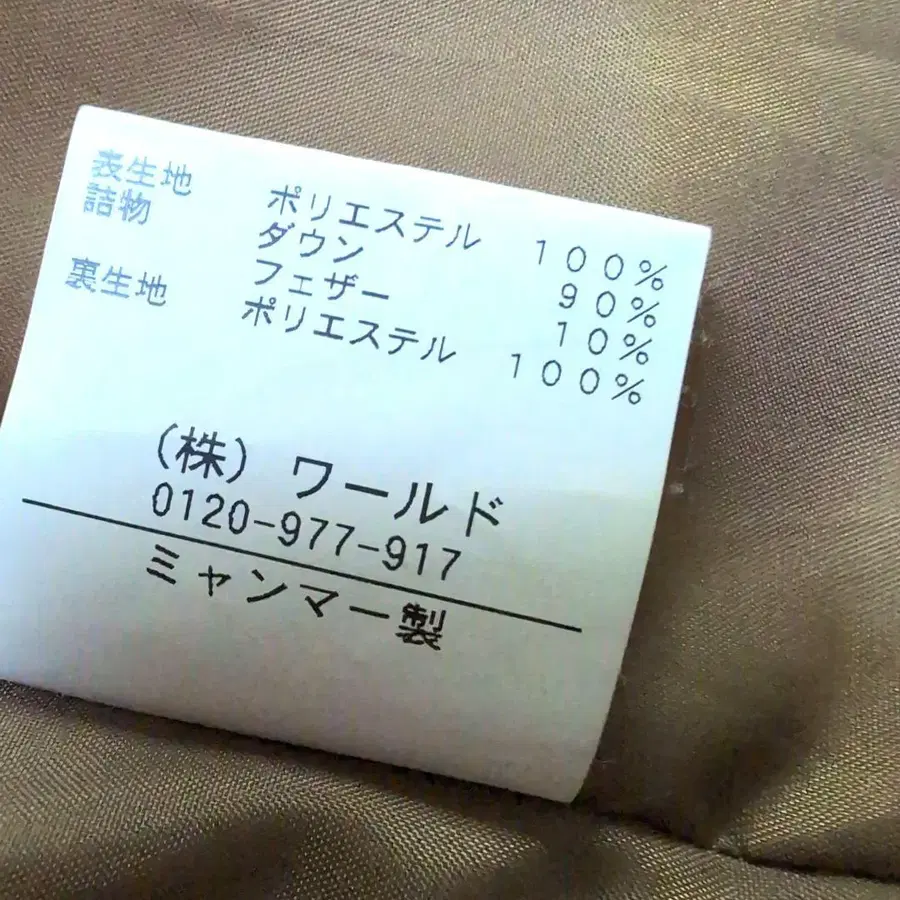 表生地 ポリエステル 100%
詰物 ダウン 90%
フェザー 10%
裏生地 ポリエステル 100%
(株) ワールド
0120-977-917
ミャンマー製